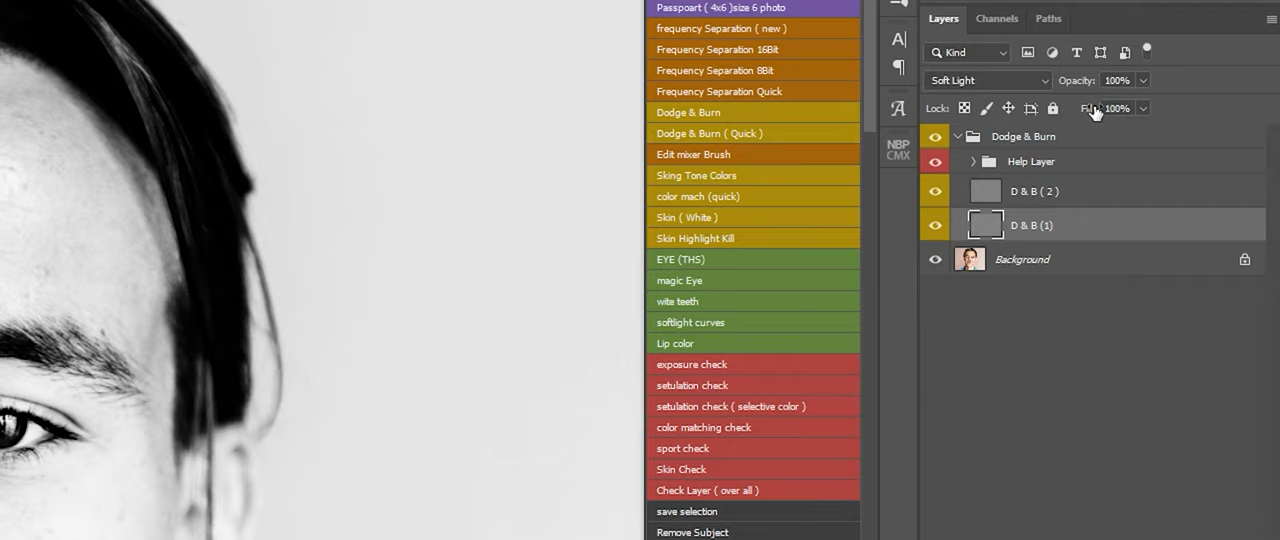 Passpoart ( 4x6 )size 6 photo
frequency Separation ( new )
Frequency Separation 16Bit
Frequency Separation 8Bit
Frequency Separation Quick
Dodge & Burn
Dodge & Burn ( Quick )
Edit mixer Brush
Sking Tone Colors
color mach (quick)
Skin ( White )
Skin Highlight Kill
EYE (THS)
magic Eye
wite teeth
softlight curves
Lip color
exposure check
setulation check
setulation check ( selective color )
color matching check
sport check
Skin Check
Check Layer ( over all )
save selection
Remove Subject
A
A
NBP
CMX
Layers Channels Paths
Kind
Soft Light Opacity: 100%
Lock: 100%
Dodge & Burn
Help Layer
D & B ( 2 )
D & B (1)
Background